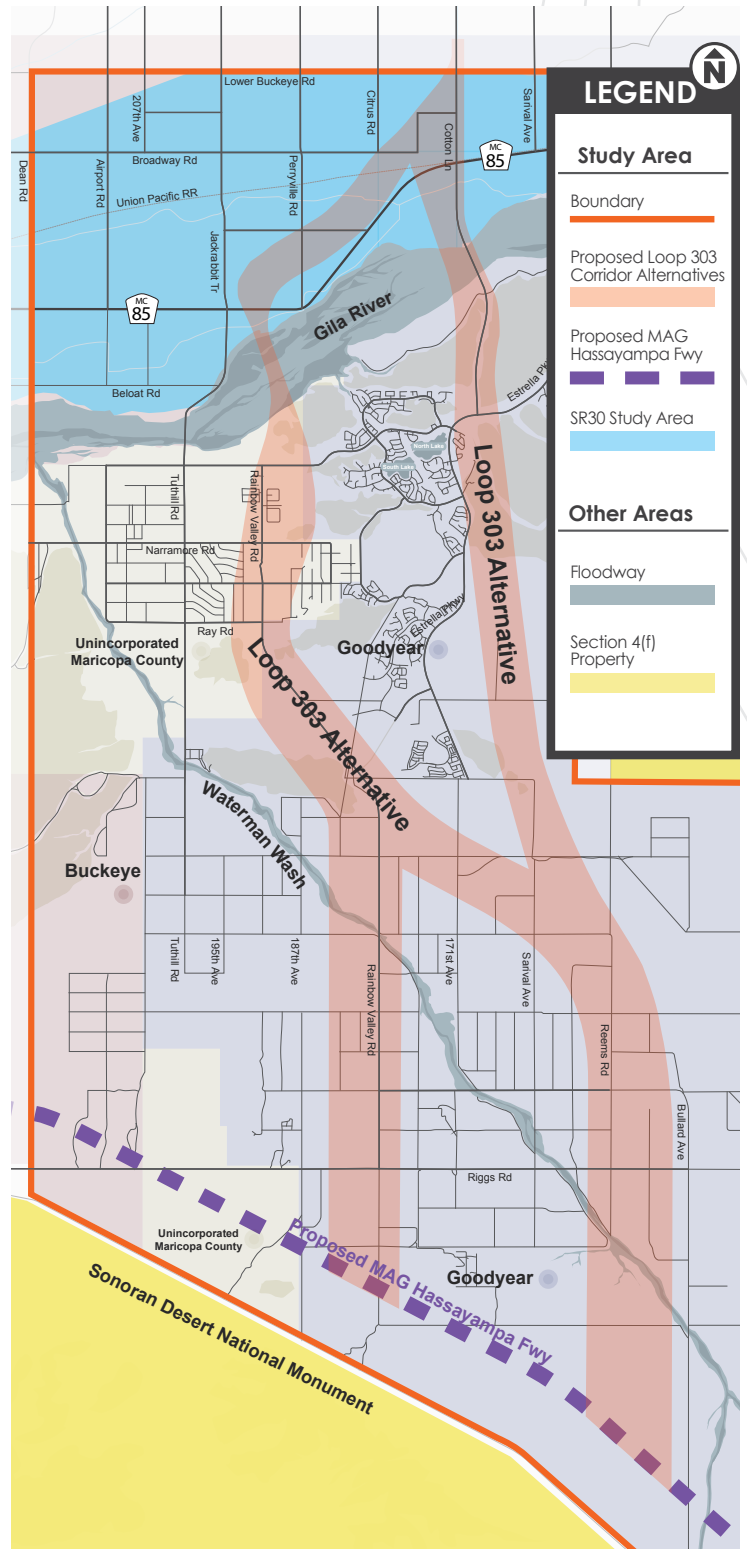 N
LEGEND
Study Area
Boundary
Proposed Loop 303
Corridor Alternatives
Proposed MAG
Hassayampa Fwy
SR30 Study Area
Other Areas
Floodway
Section 4(f)
Property
Lower Buckeye Rd
207th Ave
Citrus Rd
Cotton Ln
Sarival Ave
MC
85
Dean Rd
Airport Rd
Broadway Rd
Perryville Rd
Union Pacific RR
Jackrabbit Tr
MC
85
Gila River
Beloat Rd
Estrella Pkwy
North Lake
South Lake
Tuthill Rd
Rainbow Valley Rd
Loop 303 Alternative
Narramore Rd
Estrella Pkwy
Ray Rd
Unincorporated
Maricopa County
Goodyear
Loop 303 Alternative
Waterman Wash
Buckeye
Tuthill Rd
195th Ave
187th Ave
Rainbow Valley Rd
171st Ave
Sarival Ave
Reems Rd
Bullard Ave
Riggs Rd
Unincorporated
Maricopa County
Proposed MAG Hassayampa Fwy
Goodyear
Sonoran Desert National Monument